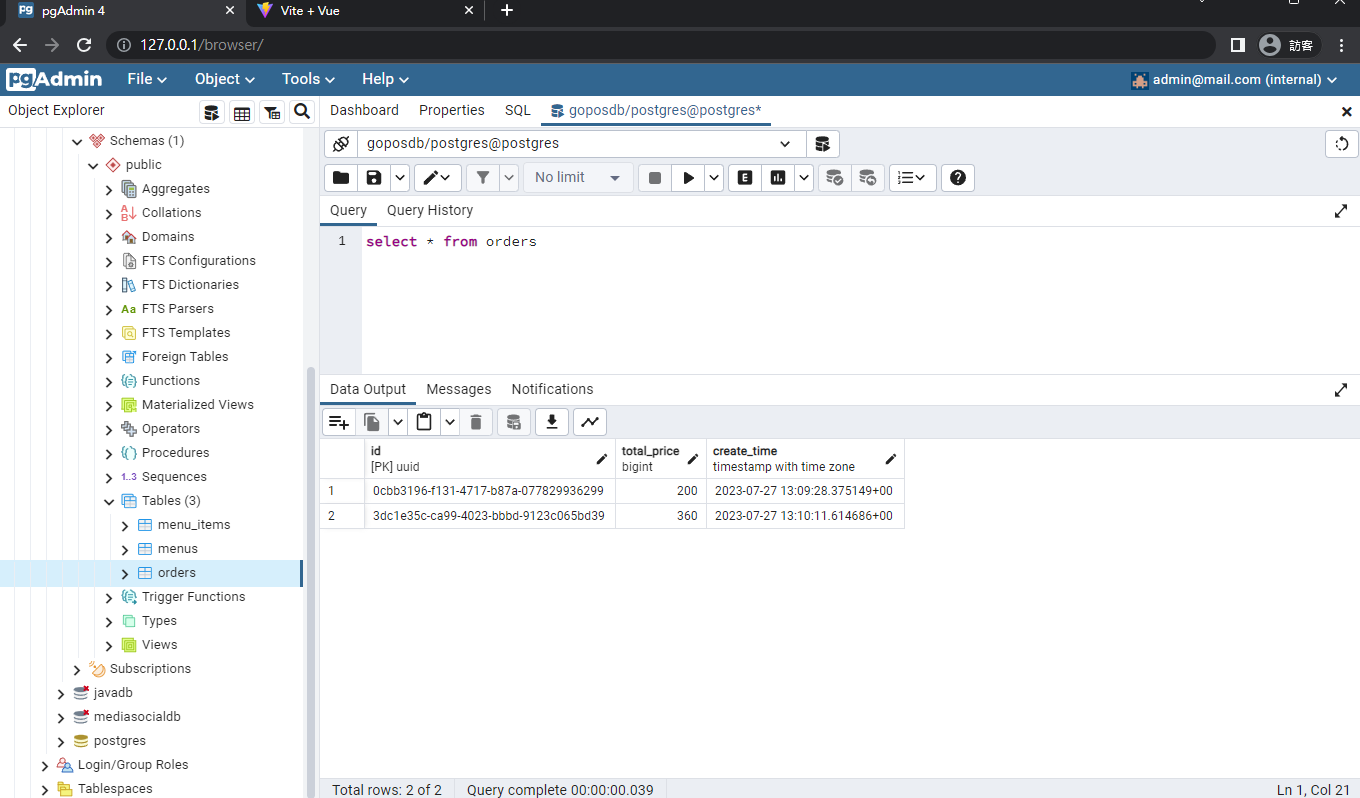 pgAdmin 4
Vite + Vue
127.0.0.1/browser/
訪客
pgAdmin
File
Object
Tools
Help
admin@mail.com (internal)
Object Explorer
Dashboard
Properties
SQL
goposdb/postgres@postgres*
Schemas (1)
public
Aggregates
Collations
Domains
FTS Configurations
FTS Dictionaries
Aa FTS Parsers
FTS Templates
Foreign Tables
Functions
Materialized Views
Operators
Procedures
1..3 Sequences
Tables (3)
menu_items
menus
orders
Trigger Functions
Types
Views
Subscriptions
javadb
mediasocialdb
postgres
Login/Group Roles
Tablespaces
goposdb/postgres@postgres
No limit
E
Query
Query History
1 select * from orders
Data Output
Messages
Notifications
id
[PK] uuid
total_price
bigint
create_time
timestamp with time zone
1 0cbb3196-f131-4717-b87a-077829936299 200 2023-07-27 13:09:28.375149+00
2 3dc1e35c-ca99-4023-bbbd-9123c065bd39 360 2023-07-27 13:10:11.614686+00
Total rows: 2 of 2
Query complete 00:00:00.039
Ln 1, Col 21